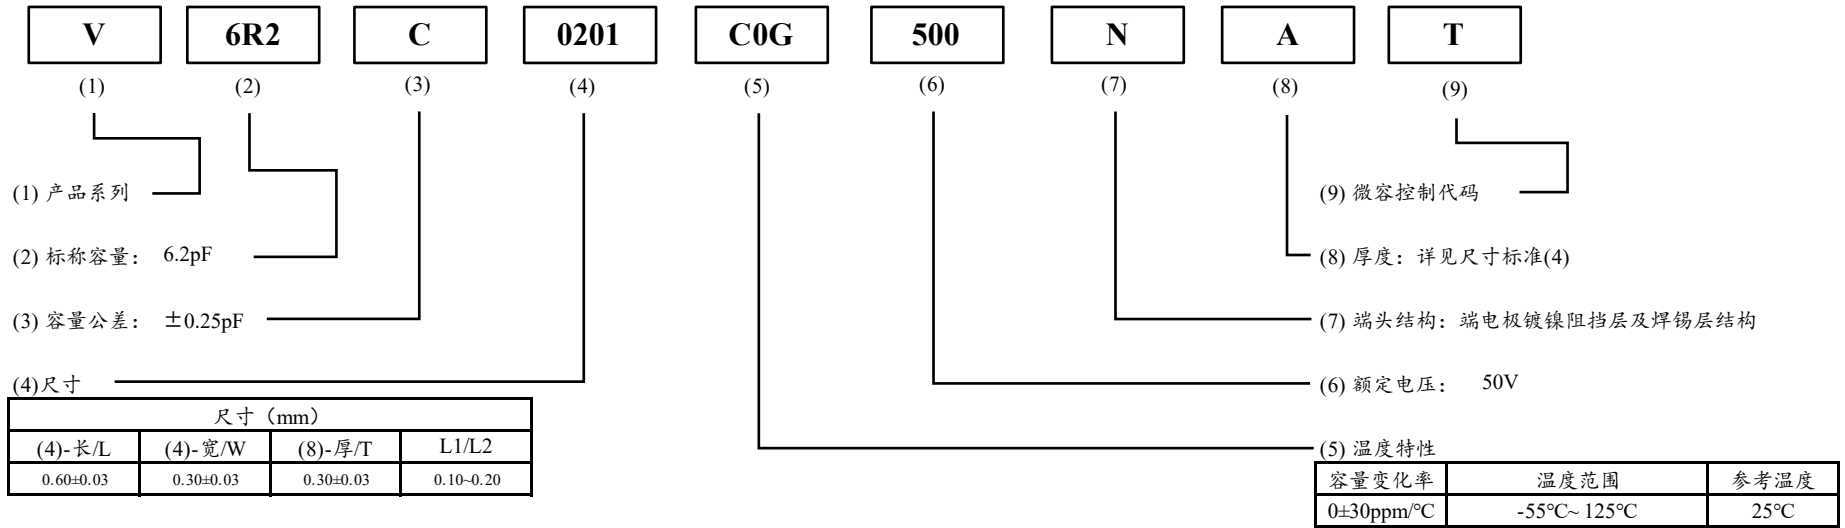 V 6R2 C 0201 C0G 500 N A T
(1) (2) (3) (4) (5) (6) (7) (8) (9)
(1) 产品系列
(9) 微容控制代码
(2) 标称容量： 6.2pF
(8) 厚度：详见尺寸标准(4)
(3) 容量公差： ±0.25pF
(7) 端头结构：端电极镀镍阻挡层及焊锡层结构
(4)尺寸
(6) 额定电压： 50V
尺寸（mm）
(4)-长/L (4)-宽/W (8)-厚/T L1/L2
0.60±0.03 0.30±0.03 0.30±0.03 0.10~0.20
(5) 温度特性
容量变化率 温度范围 参考温度
0±30ppm/℃ -55℃~ 125℃ 25℃